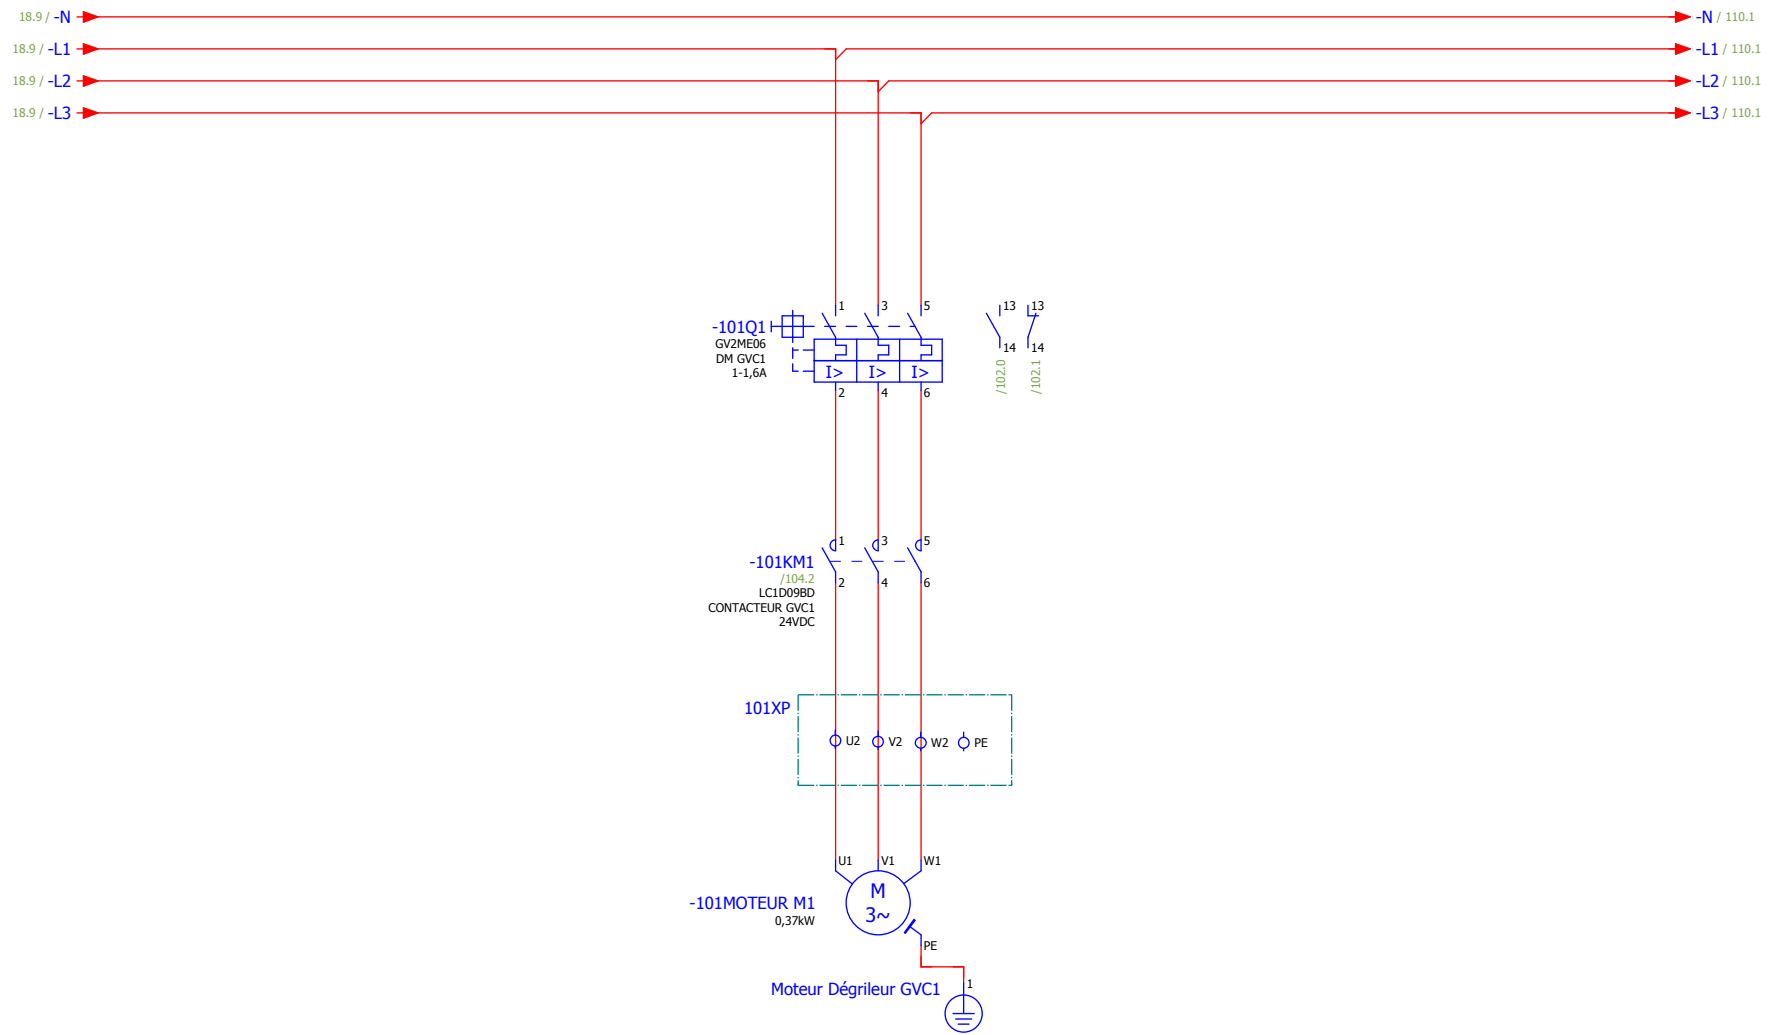 18.9 / -N -N / 110.1
18.9 / -L1 -L1 / 110.1
18.9 / -L2 -L2 / 110.1
18.9 / -L3 -L3 / 110.1
1 3 5 13 13
-101Q1
GV2ME06
DM GVC1
1-1,6A
I> I> I>
14 14
2 4 6
/102.0 /102.1
1 3 5
-101KM1
/104.2
2 4 6
LC1D09BD
CONTACTEUR GVC1
24VDC
101XP
U2 V2 W2 PE
U1 V1 W1
M
3~
-101MOTEUR M1
0,37kW
PE
Moteur Dégrileur GVC1
1